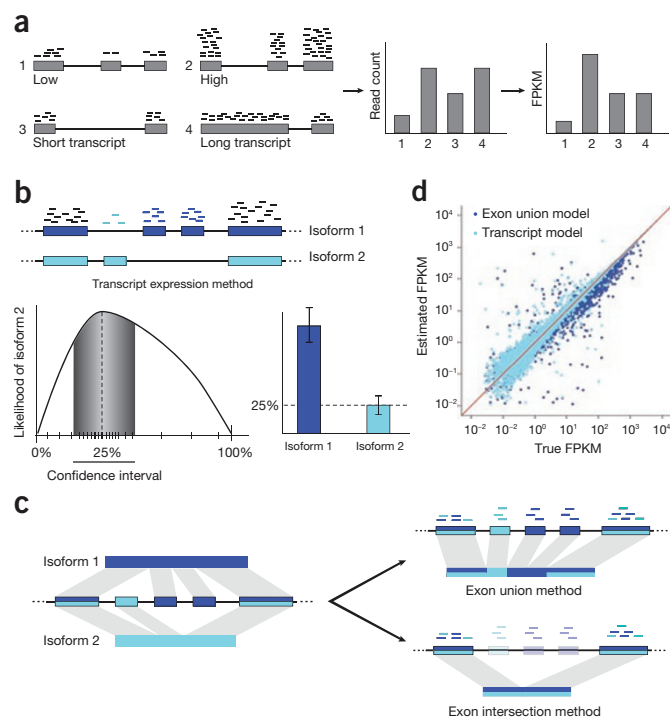 a
1
Low
2
High
3
Short transcript
4
Long transcript
Read count
1 2 3 4
FPKM
1 2 3 4
b
Isoform 1
Isoform 2
Transcript expression method
Likelihood of isoform 2
0% 25% 100%
Confidence interval
25%
Isoform 1 Isoform 2
d
Exon union model
Transcript model
Estimated FPKM
10⁴
10³
10²
10¹
10⁰
10⁻¹
10⁻²
10⁻² 10⁻¹ 10⁰ 10¹ 10² 10³ 10⁴
True FPKM
c
Isoform 1
Isoform 2
Exon union method
Exon intersection method